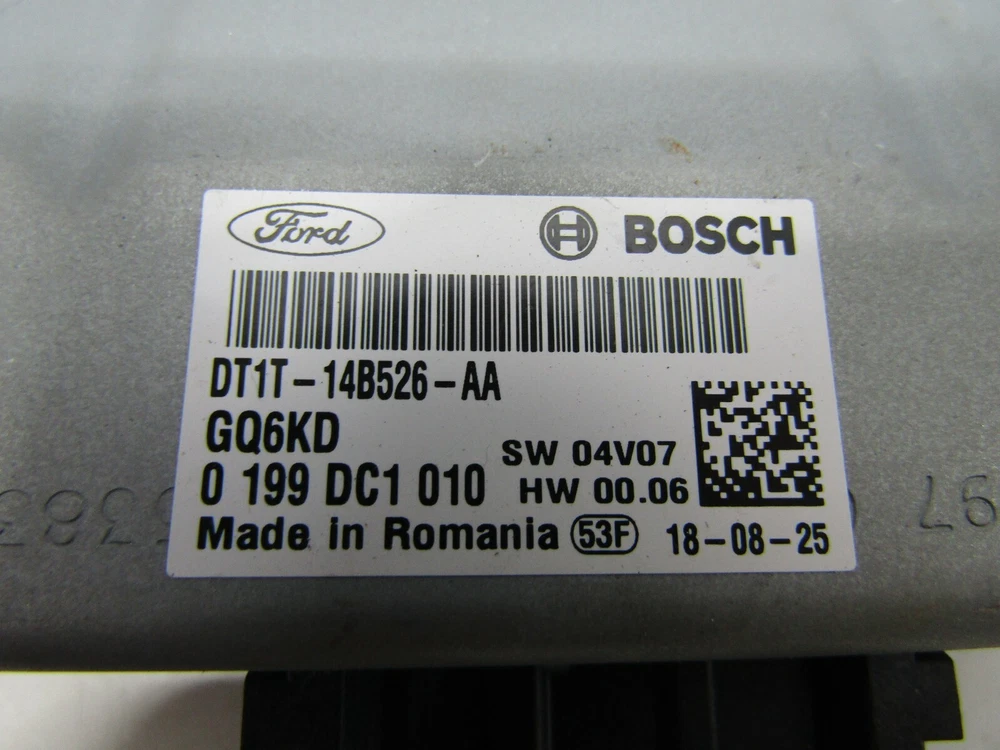 Ford BOSCH
DT1T-14B526-AA
GQ6KD
SW 04V07
0 199 DC1 010
HW 00.06
Made in Romania 53F 18-08-25
97